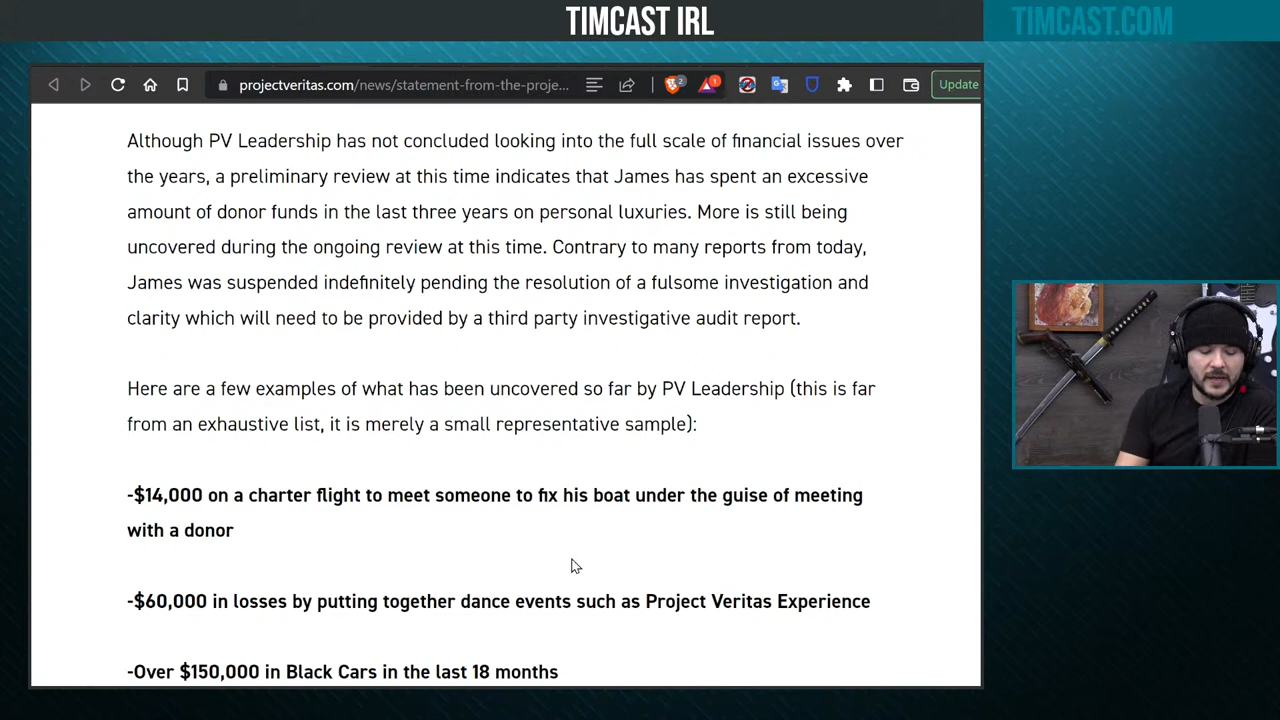 TIMCAST IRL
TIMCAST.COM
projectveritas.com/news/statement-from-the-proje...
2
1
Update
Although PV Leadership has not concluded looking into the full scale of financial issues over
the years, a preliminary review at this time indicates that James has spent an excessive
amount of donor funds in the last three years on personal luxuries. More is still being
uncovered during the ongoing review at this time. Contrary to many reports from today,
James was suspended indefinitely pending the resolution of a fulsome investigation and
clarity which will need to be provided by a third party investigative audit report.
Here are a few examples of what has been uncovered so far by PV Leadership (this is far
from an exhaustive list, it is merely a small representative sample):
-$14,000 on a charter flight to meet someone to fix his boat under the guise of meeting
with a donor
-$60,000 in losses by putting together dance events such as Project Veritas Experience
-Over $150,000 in Black Cars in the last 18 months